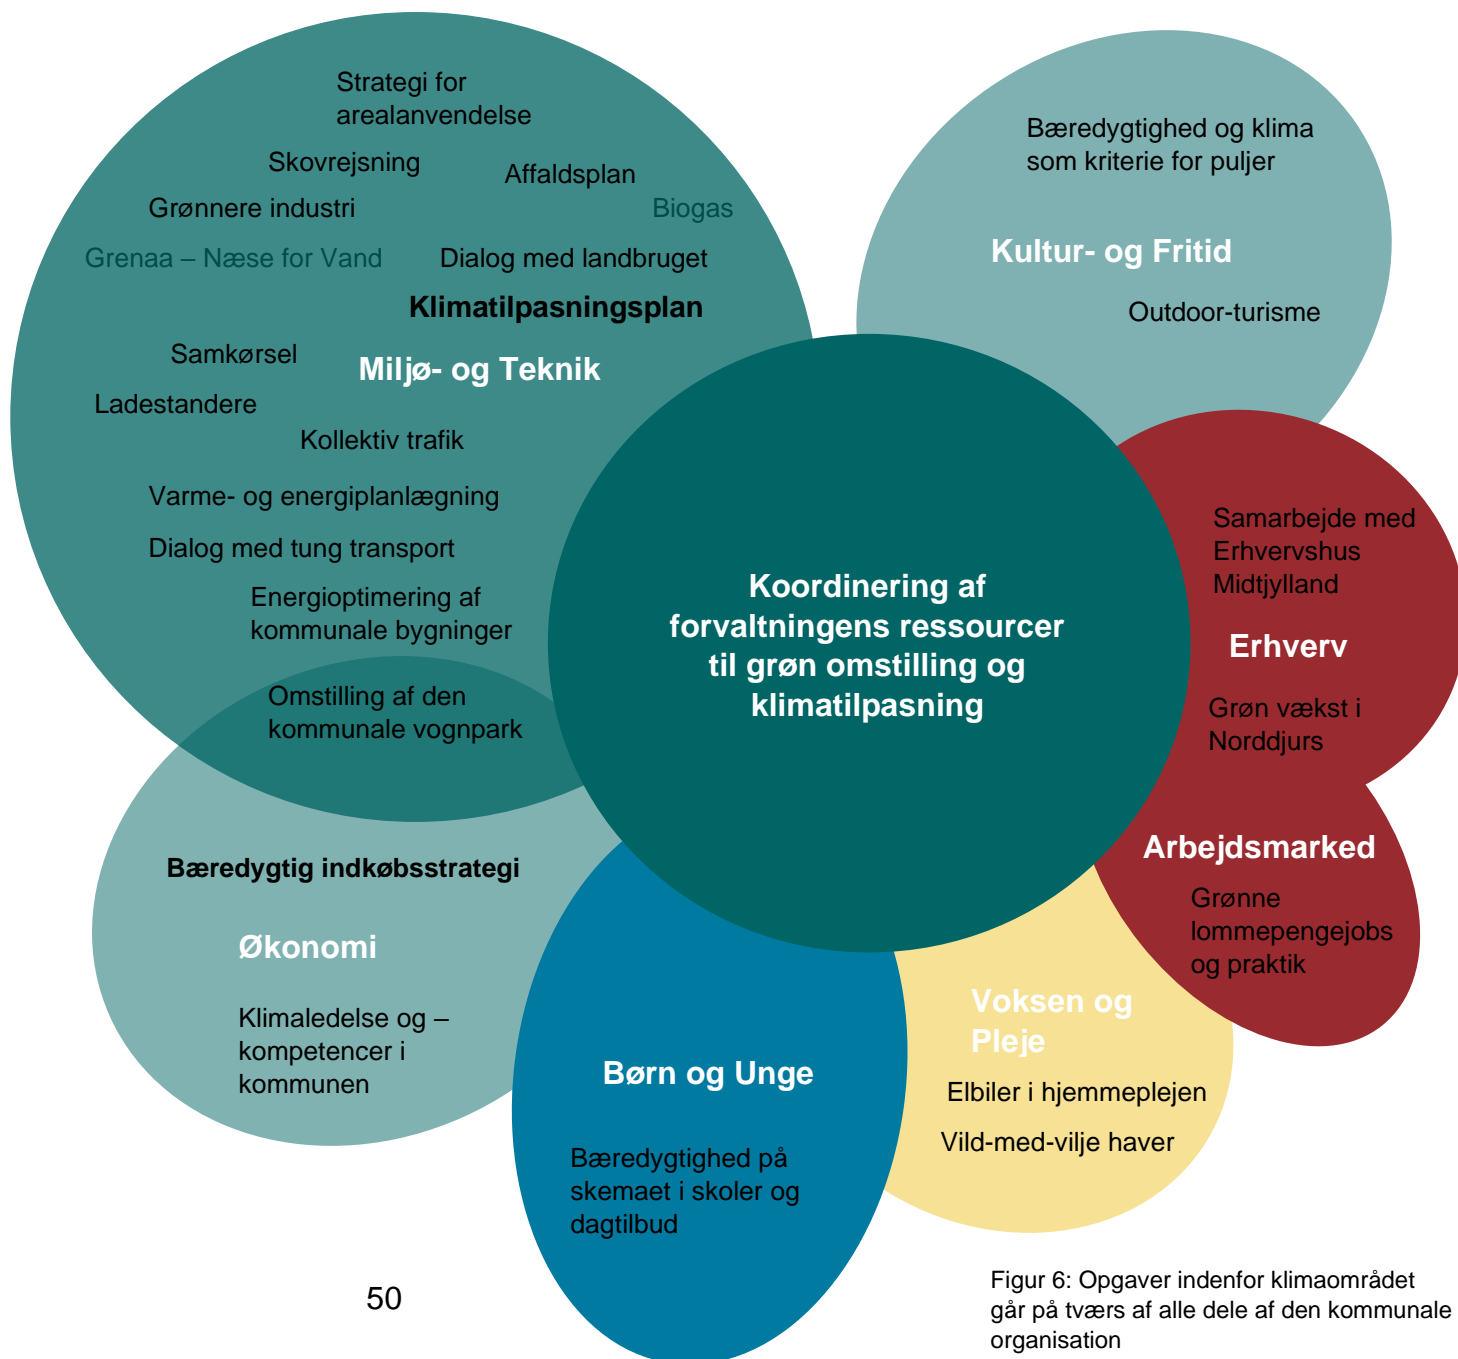 Strategi for
arealanvendelse
Skovrejsning
Affaldsplan
Grønnere industri
Biogas
Grenaa – Næse for Vand
Dialog med landbruget
Klimatilpasningsplan
Samkørsel
Miljø- og Teknik
Ladestandere
Kollektiv trafik
Varme- og energiplanlægning
Dialog med tung transport
Energioptimering af
kommunale bygninger
Omstilling af den
kommunale vognpark
Bæredygtighed og klima
som kriterie for puljer
Kultur- og Fritid
Outdoor-turisme
Koordinering af
forvaltningens ressourcer
til grøn omstilling og
klimatilpasning
Samarbejde med
Erhvervshus
Midtjylland
Erhverv
Grøn vækst i
Norddjurs
Arbejdsmarked
Grønne
lommepengejobs
og praktik
Bæredygtig indkøbsstrategi
Økonomi
Klimaledelse og –
kompetencer i
kommunen
Børn og Unge
Bæredygtighed på
skemaet i skoler og
dagtilbud
Voksen og
Pleje
Elbiler i hjemmeplejen
Vild-med-vilje haver
50
Figur 6: Opgaver indenfor klimaområdet
går på tværs af alle dele af den kommunale
organisation